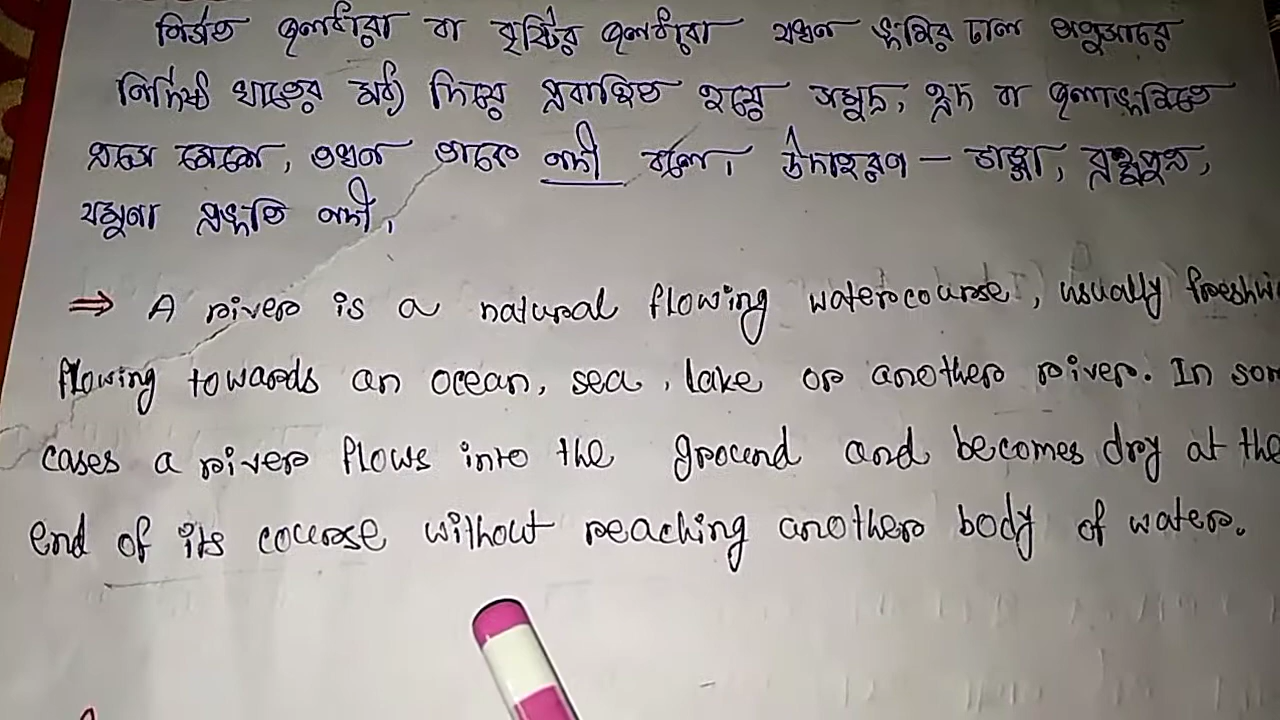 নির্গত জলধারা বা বৃষ্টির জলধারা যখন ভূমির ঢাল অনুসারে
নির্দিষ্ট খাতের মধ্য দিয়ে প্রবাহিত হয়ে সমুদ্র, হ্রদ বা জলাভূমিতে
এসে মেশে, তখন তাকে নদী বলে। উদাহরণ – গঙ্গা, ব্রহ্মপুত্র,
যমুনা প্রভৃতি নদী।
⇒ A river is a natural flowing watercourse, usually
flowing towards an ocean, sea, lake or another river. In
cases a river flows into the ground and becomes dry at the
end of its course without reaching another body of water.